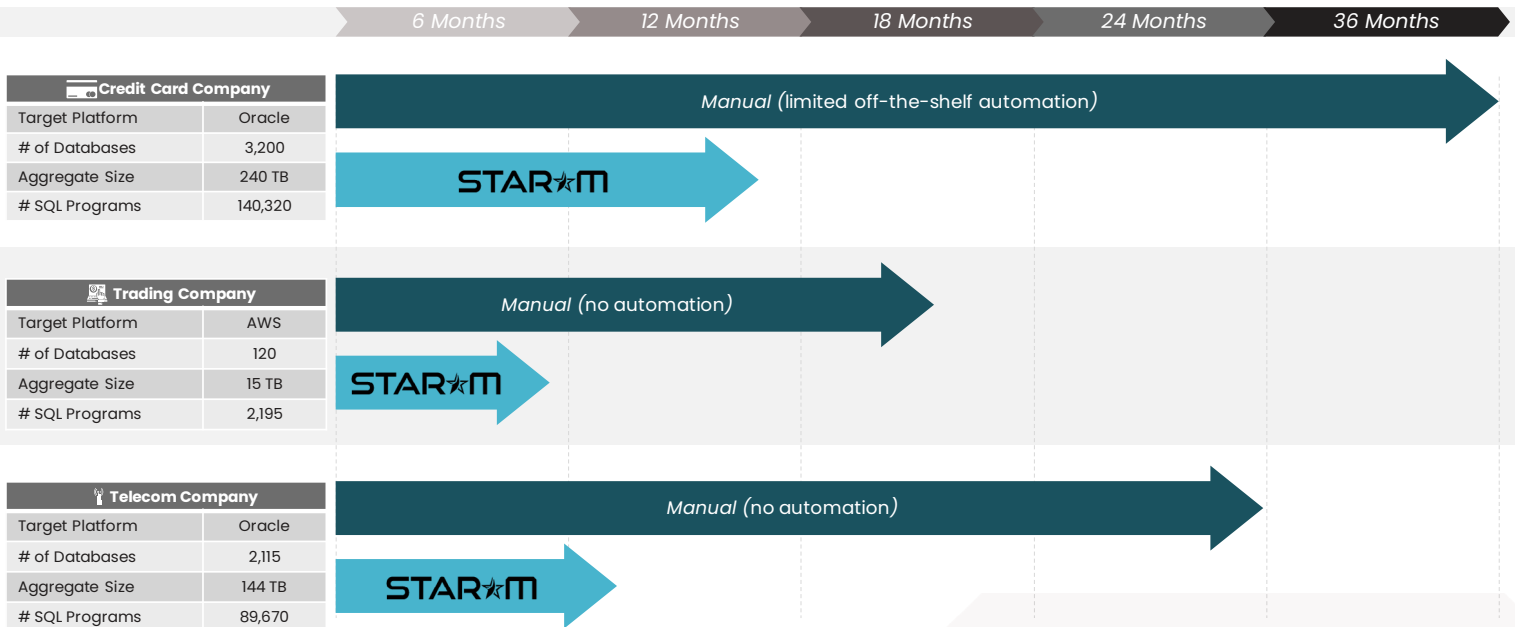 6 Months 12 Months 18 Months 24 Months 36 Months
Credit Card Company
Target Platform Oracle
# of Databases 3,200
Aggregate Size 240 TB
# SQL Programs 140,320
Manual (limited off-the-shelf automation)
STAR M
Trading Company
Target Platform AWS
# of Databases 120
Aggregate Size 15 TB
# SQL Programs 2,195
Manual (no automation)
STAR M
Telecom Company
Target Platform Oracle
# of Databases 2,115
Aggregate Size 144 TB
# SQL Programs 89,670
Manual (no automation)
STAR M